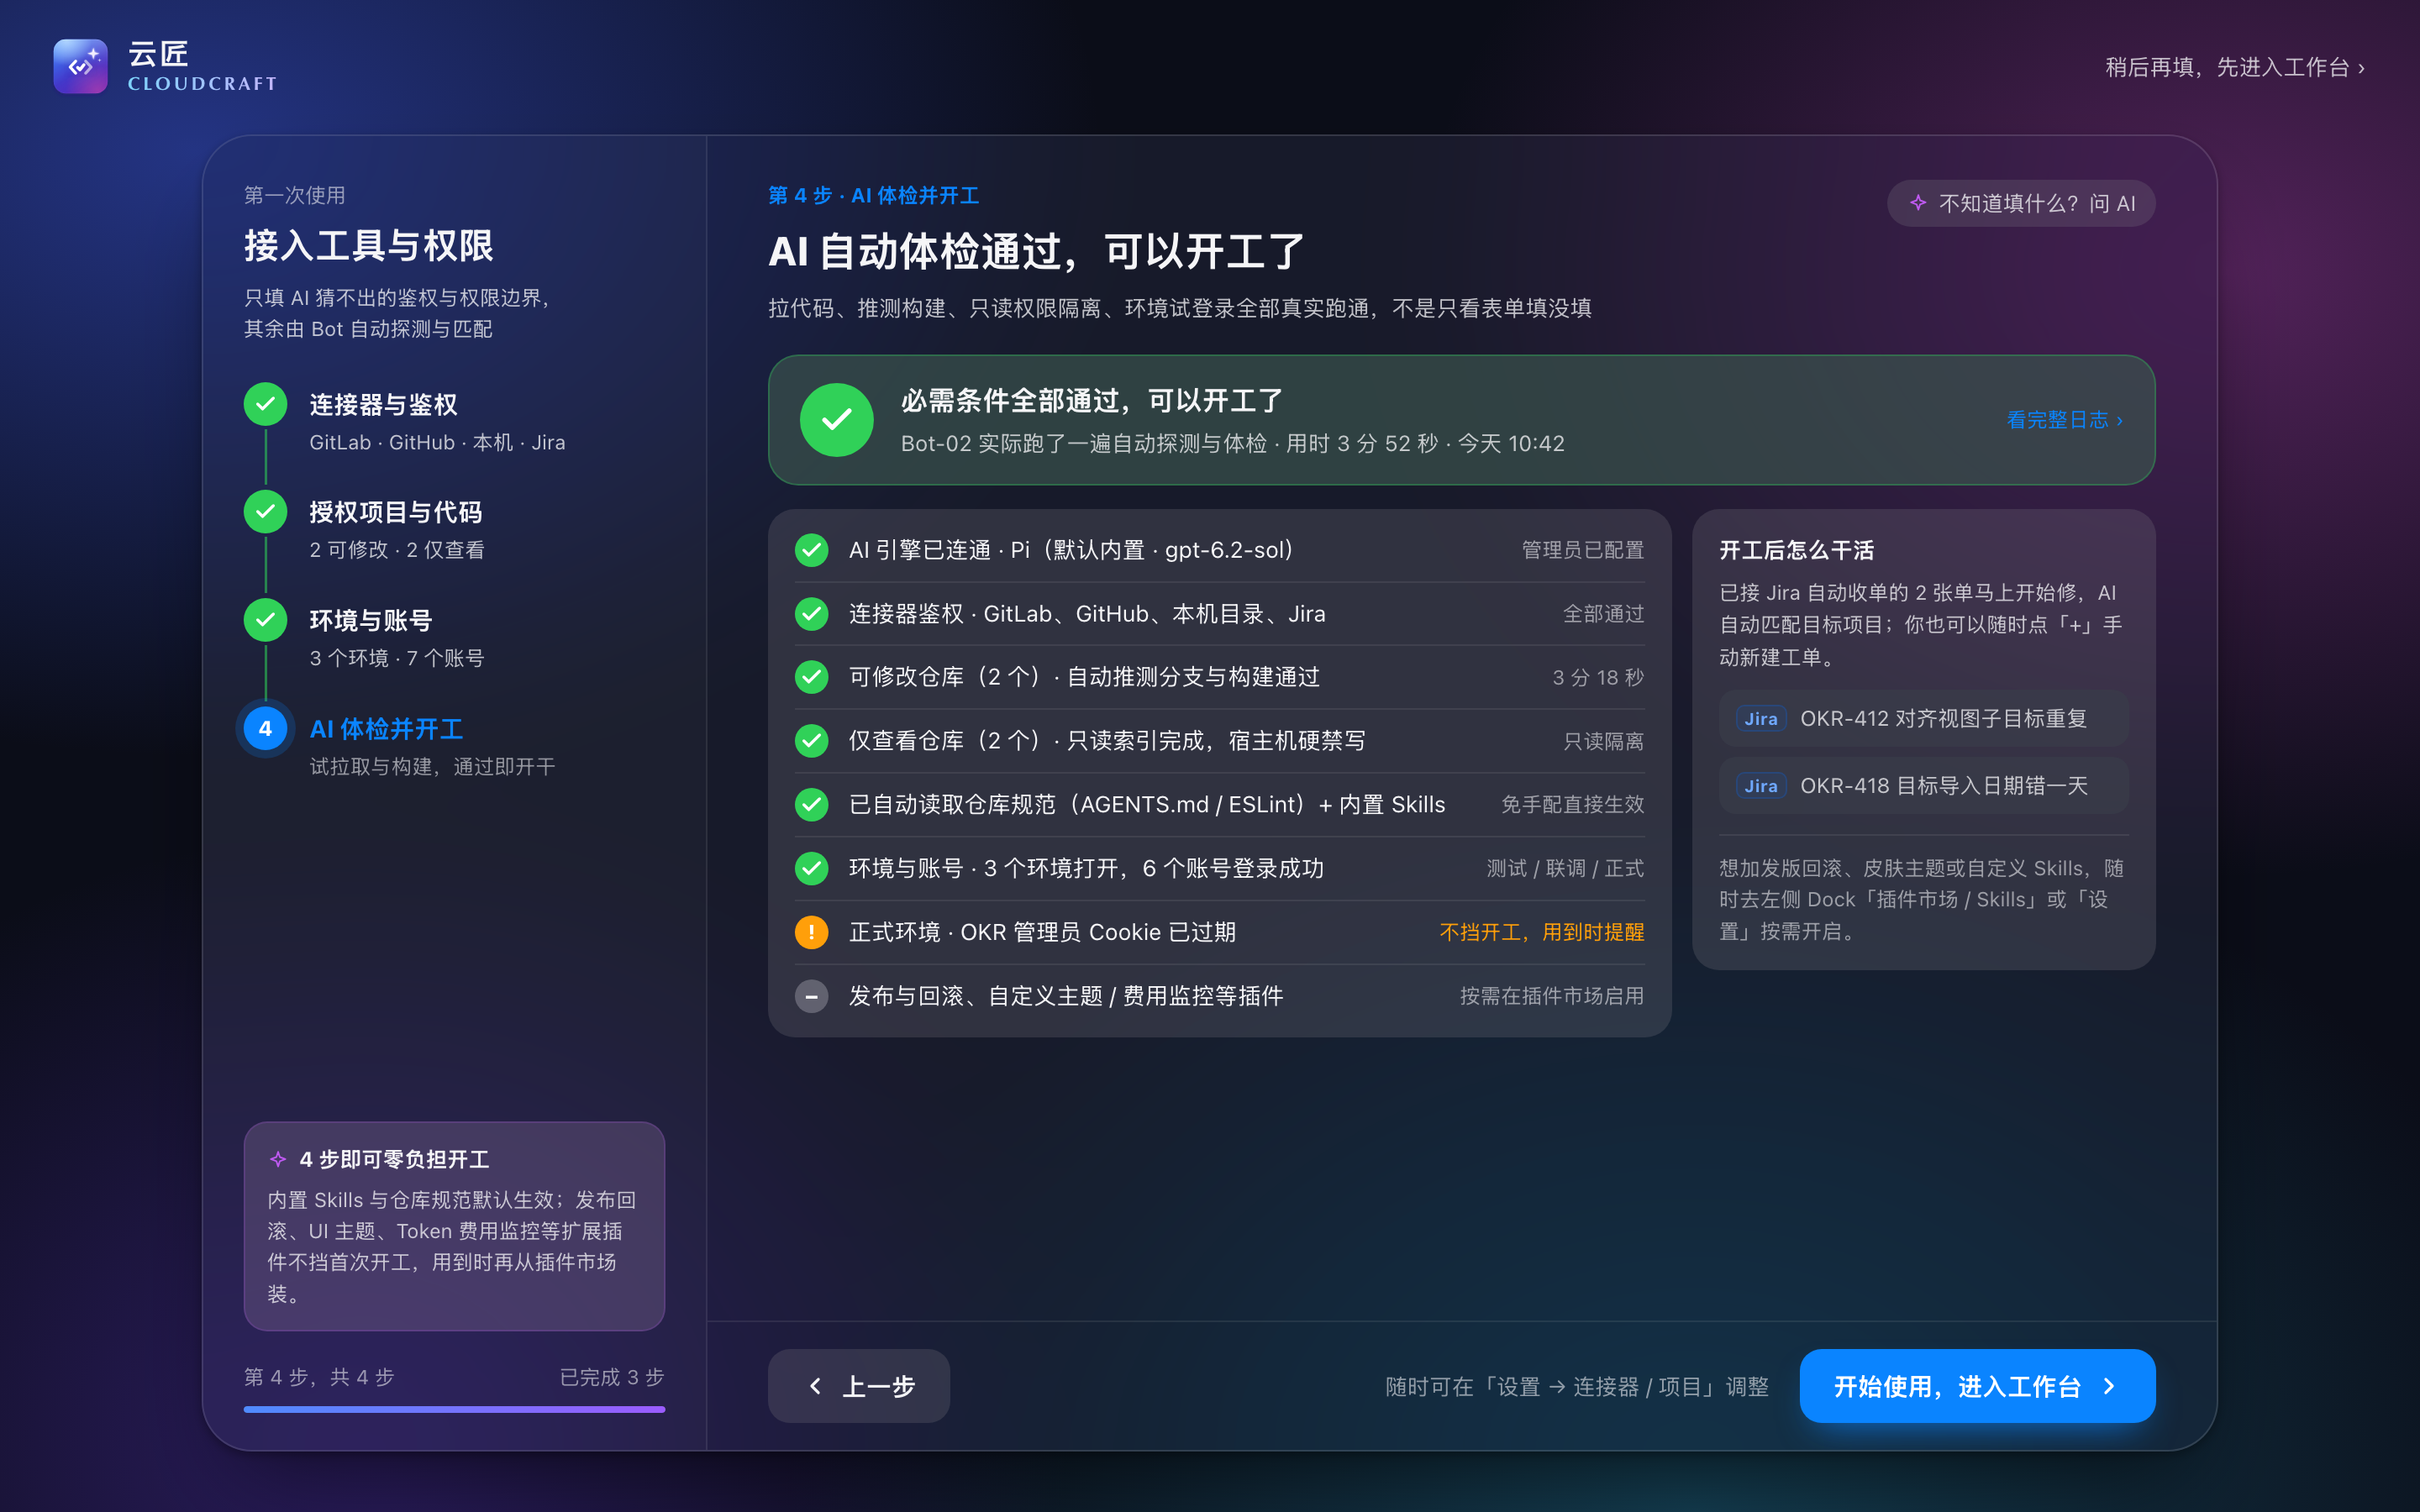 云匠
CLOUDCRAFT
稍后再填，先进入工作台 ›
第一次使用
接入工具与权限
只填 AI 猜不出的鉴权与权限边界，
其余由 Bot 自动探测与匹配
连接器与鉴权
GitLab · GitHub · 本机 · Jira
授权项目与代码
2 可修改 · 2 仅查看
环境与账号
3 个环境 · 7 个账号
4 AI 体检并开工
试拉取与构建，通过即开干
4 步即可零负担开工
内置 Skills 与仓库规范默认生效；发布回
滚、UI 主题、Token 费用监控等扩展插
件不挡首次开工，用到时再从插件市场
装。
第 4 步，共 4 步 已完成 3 步
第 4 步 · AI 体检并开工
不知道填什么？问 AI
AI 自动体检通过，可以开工了
拉代码、推测构建、只读权限隔离、环境试登录全部真实跑通，不是只看表单填没填
必需条件全部通过，可以开工了
Bot-02 实际跑了一遍自动探测与体检 · 用时 3 分 52 秒 · 今天 10:42
看完整日志 ›
AI 引擎已连通 · Pi（默认内置 · gpt-6.2-sol） 管理员已配置
连接器鉴权 · GitLab、GitHub、本机目录、Jira 全部通过
可修改仓库（2 个）· 自动推测分支与构建通过 3 分 18 秒
仅查看仓库（2 个）· 只读索引完成，宿主机硬禁写 只读隔离
已自动读取仓库规范（AGENTS.md / ESLint）+ 内置 Skills 免手配直接生效
环境与账号 · 3 个环境打开，6 个账号登录成功 测试 / 联调 / 正式
正式环境 · OKR 管理员 Cookie 已过期 不挡开工，用到时提醒
发布与回滚、自定义主题 / 费用监控等插件 按需在插件市场启用
开工后怎么干活
已接 Jira 自动收单的 2 张单马上开始修，AI
自动匹配目标项目；你也可以随时点「+」手
动新建工单。
Jira OKR-412 对齐视图子目标重复
Jira OKR-418 目标导入日期错一天
想加发版回滚、皮肤主题或自定义 Skills，随
时去左侧 Dock「插件市场 / Skills」或「设
置」按需开启。
上一步
随时可在「设置 → 连接器 / 项目」调整
开始使用，进入工作台